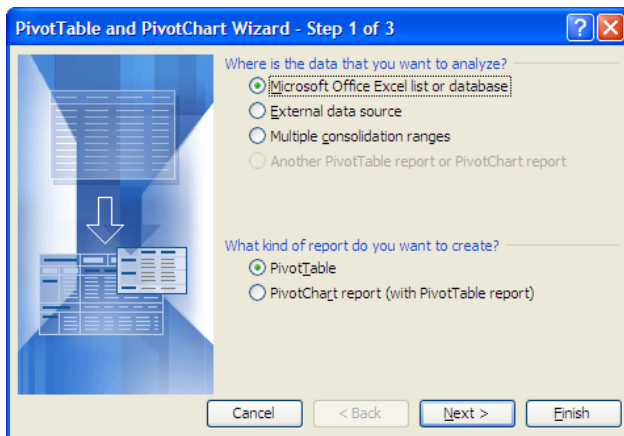 PivotTable and PivotChart Wizard - Step 1 of 3
Where is the data that you want to analyze?
Microsoft Office Excel list or database
External data source
Multiple consolidation ranges
Another PivotTable report or PivotChart report
What kind of report do you want to create?
PivotTable
PivotChart report (with PivotTable report)
Cancel < Back Next > Finish